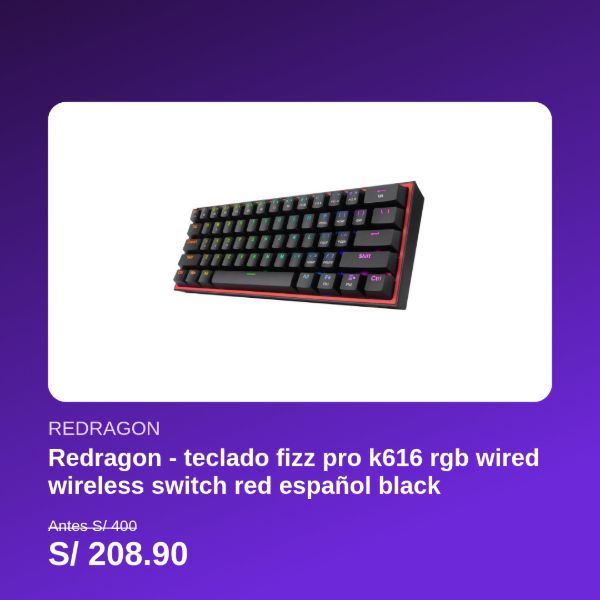 REDRAGON
Redragon - teclado fizz pro k616 rgb wired
wireless switch red español black
Antes S/ 400
S/ 208.90